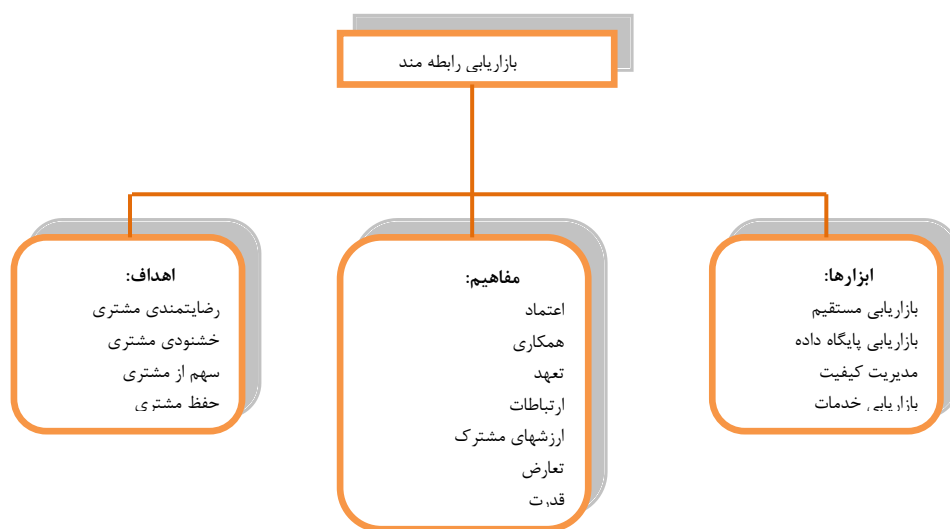 بازاریابی رابطه مند
ابزارها:
بازاریابی مستقیم
بازاریابی پایگاه داده
مدیریت کیفیت
بازاریابی خدمات
مفاهیم:
اعتماد
همکاری
تعهد
ارتباطات
ارزشهای مشترک
تعارض
قدرت
اهداف:
رضایتمندی مشتری
خشنودی مشتری
سهم از مشتری
حفظ مشتری